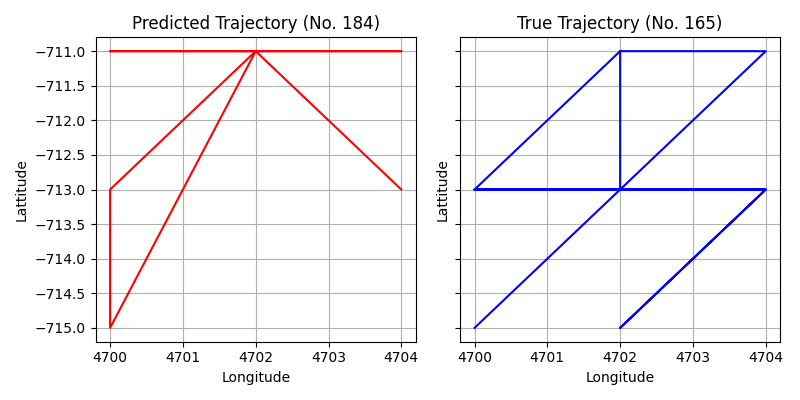 Predicted Trajectory (No. 184)
True Trajectory (No. 165)
−711.0
−711.5
−712.0
−712.5
−713.0
−713.5
−714.0
−714.5
−715.0
Lattitude
Lattitude
4700 4701 4702 4703 4704
4700 4701 4702 4703 4704
Longitude
Longitude